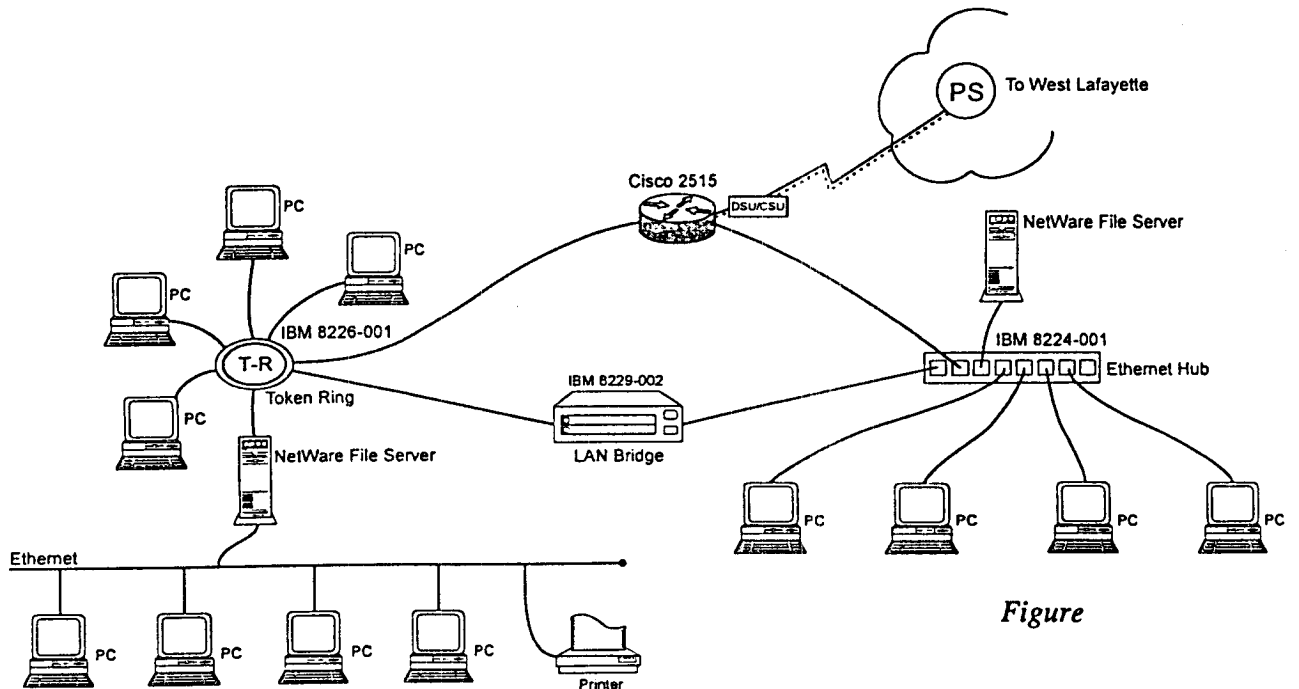 PS
To West Lafayette
Cisco 2515
DSU/CSU
NetWare File Server
PC
PC
PC
IBM 8226-001
T-R
Token Ring
PC
IBM 8224-001
Ethernet Hub
IBM 8229-002
LAN Bridge
NetWare File Server
PC
PC
PC
PC
Ethernet
PC
PC
PC
PC
Printer
Figure